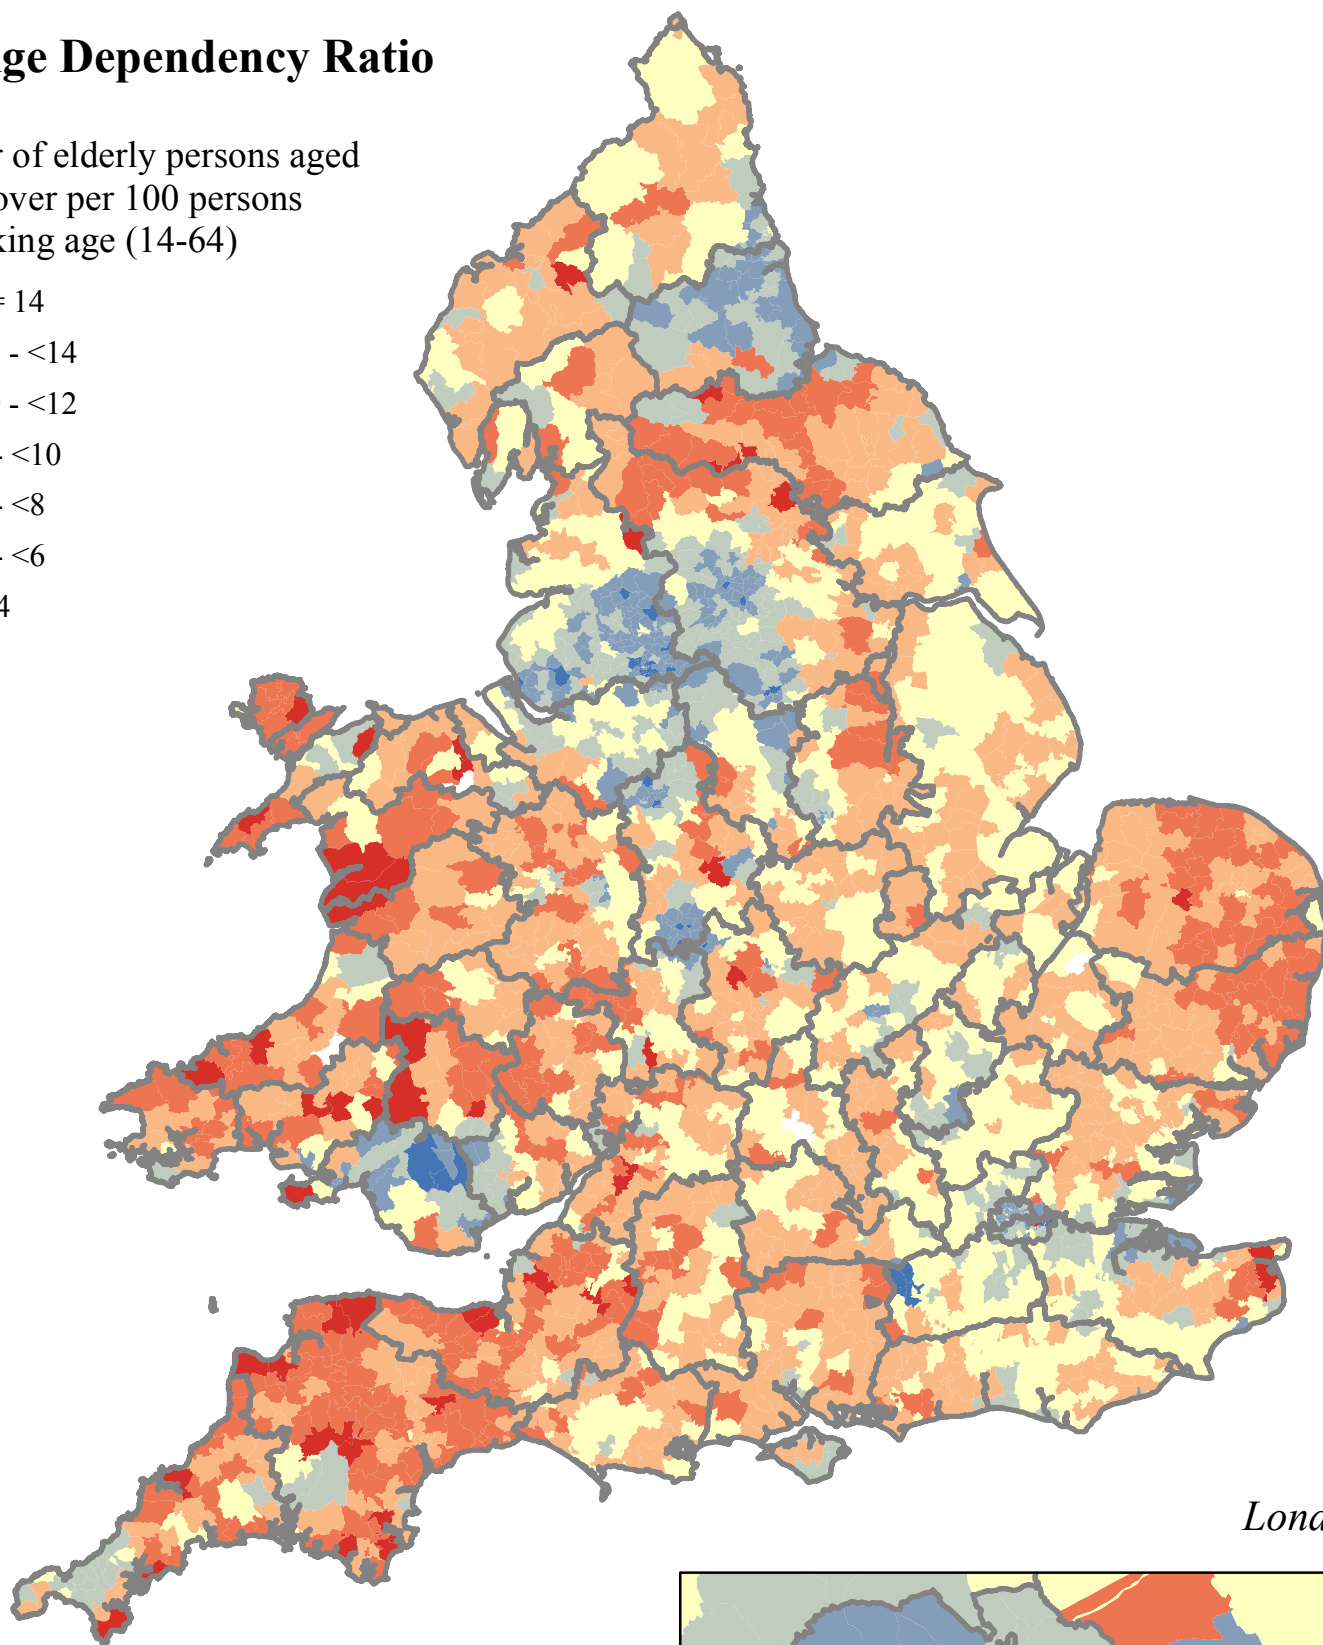 ge Dependency Ratio
r of elderly persons aged
over per 100 persons
king age (14-64)
= 14
- <14
- <12
- <10
- <8
- <6
4
Lond